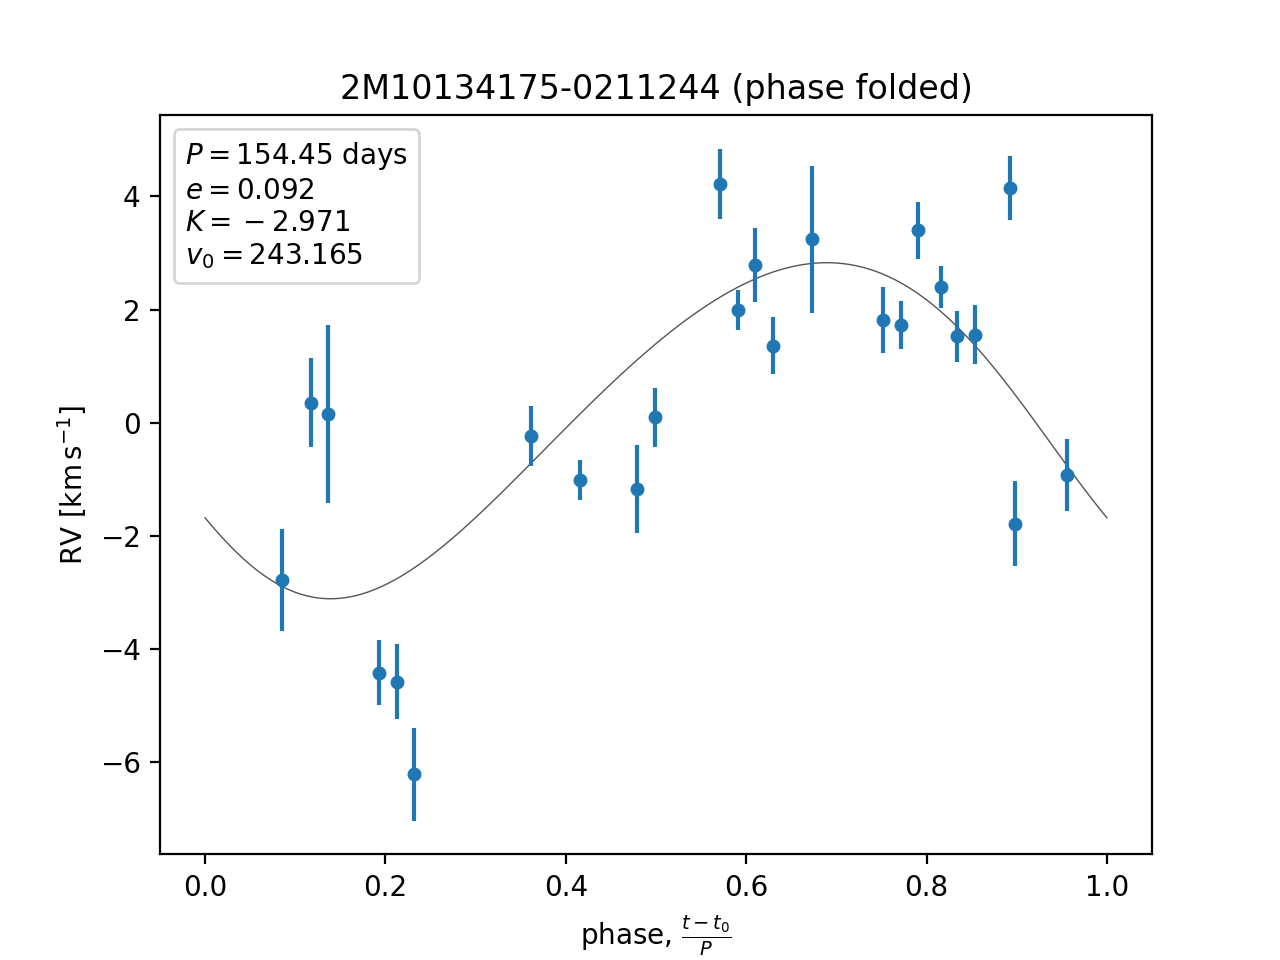 2M10134175-0211244 (phase folded)
P = 154.45 days
e = 0.092
K = −2.971
v₀ = 243.165
RV [km s⁻¹]
4
2
0
−2
−4
−6
0.0 0.2 0.4 0.6 0.8 1.0
phase, (t − t₀)/P